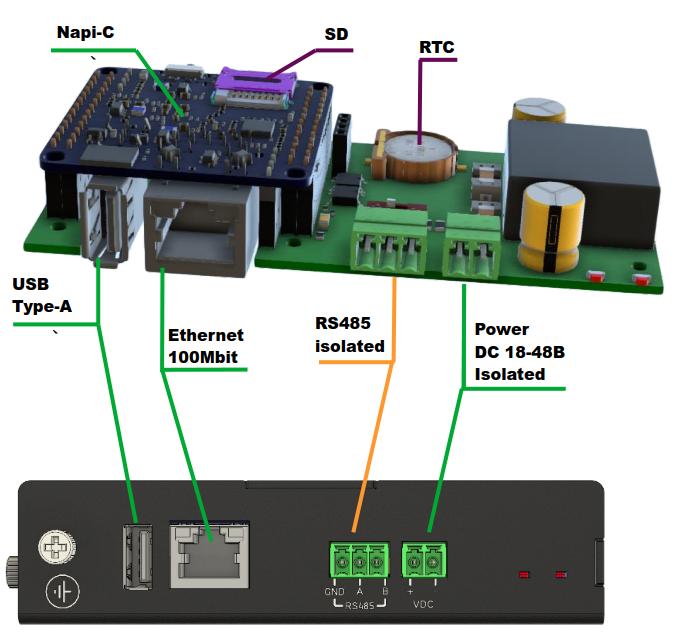 Napi-C
SD
RTC
USB
Type-A
Ethernet
100Mbit
RS485
isolated
Power
DC 18-48B
Isolated
GND A B
RS485
+ -
VDC